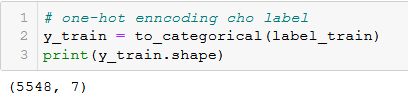 1 # one-hot enncoding cho label
2 y_train = to_categorical(label_train)
3 print(y_train.shape)
(5548, 7)